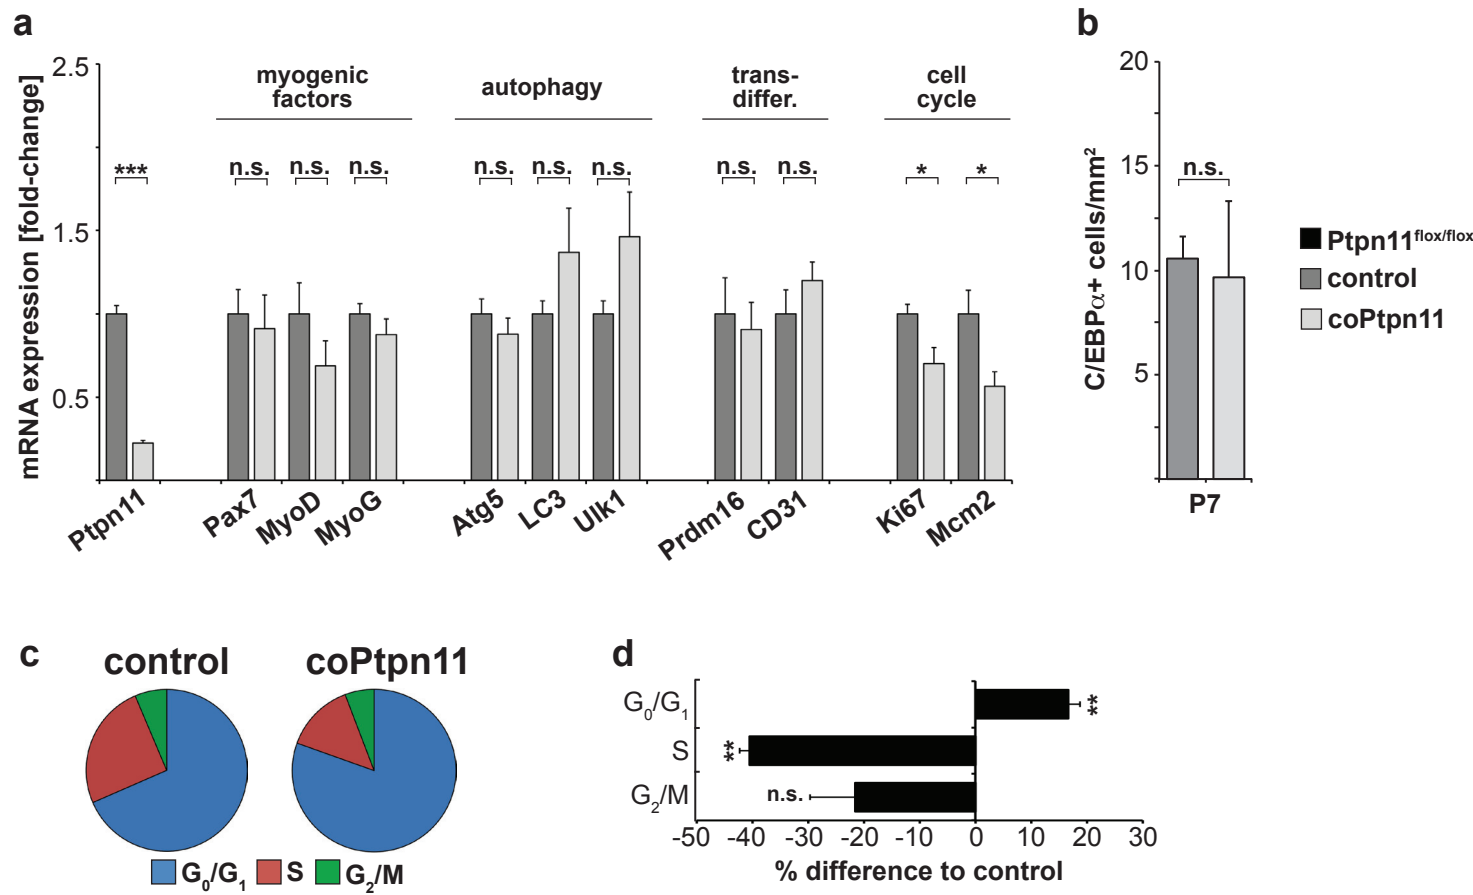 a
mRNA expression [fold-change]
2.5
1.5
0.5
myogenic
factors
autophagy
trans-
differ.
cell
cycle
***
n.s.
n.s.
n.s.
n.s.
n.s.
n.s.
n.s.
n.s.
*
*
Ptpn11
Pax7
MyoD
MyoG
Atg5
LC3
Ulk1
Prdm16
CD31
Ki67
Mcm2
b
C/EBPα+ cells/mm²
20
15
10
5
n.s.
P7
Ptpn11flox/flox
control
coPtpn11
c
control
coPtpn11
G₀/G₁ S G₂/M
d
G₀/G₁
**
S
**
G₂/M
n.s.
-50 -40 -30 -20 -10 0 10 20 30
% difference to control